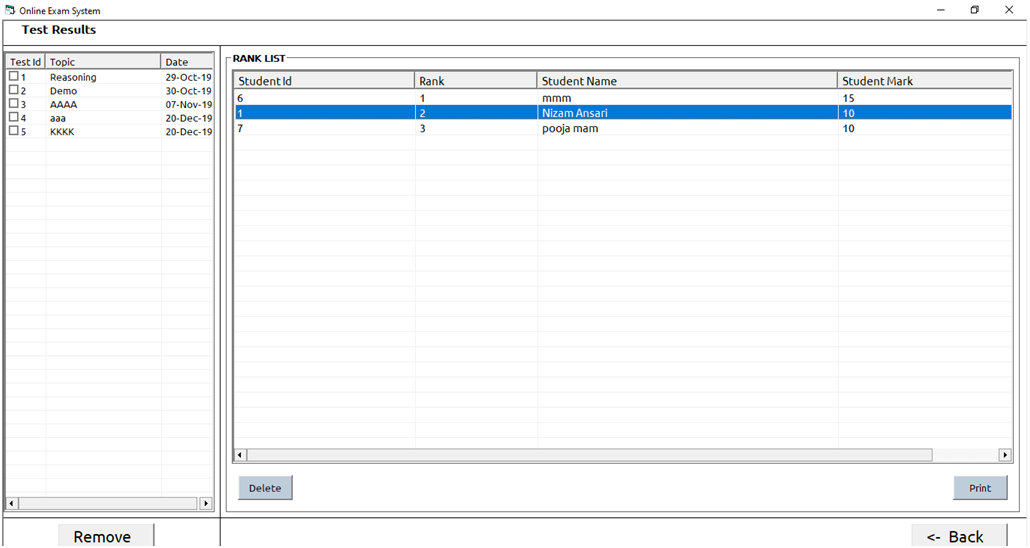 Online Exam System
Test Results
Test Id Topic Date
1 Reasoning 29-Oct-19
2 Demo 30-Oct-19
3 AAAA 07-Nov-19
4 aaa 20-Dec-19
5 KKKK 20-Dec-19
RANK LIST
Student Id Rank Student Name Student Mark
6 1 mmm 15
1 2 Nizam Ansari 10
7 3 pooja mam 10
Delete Print
Remove <- Back